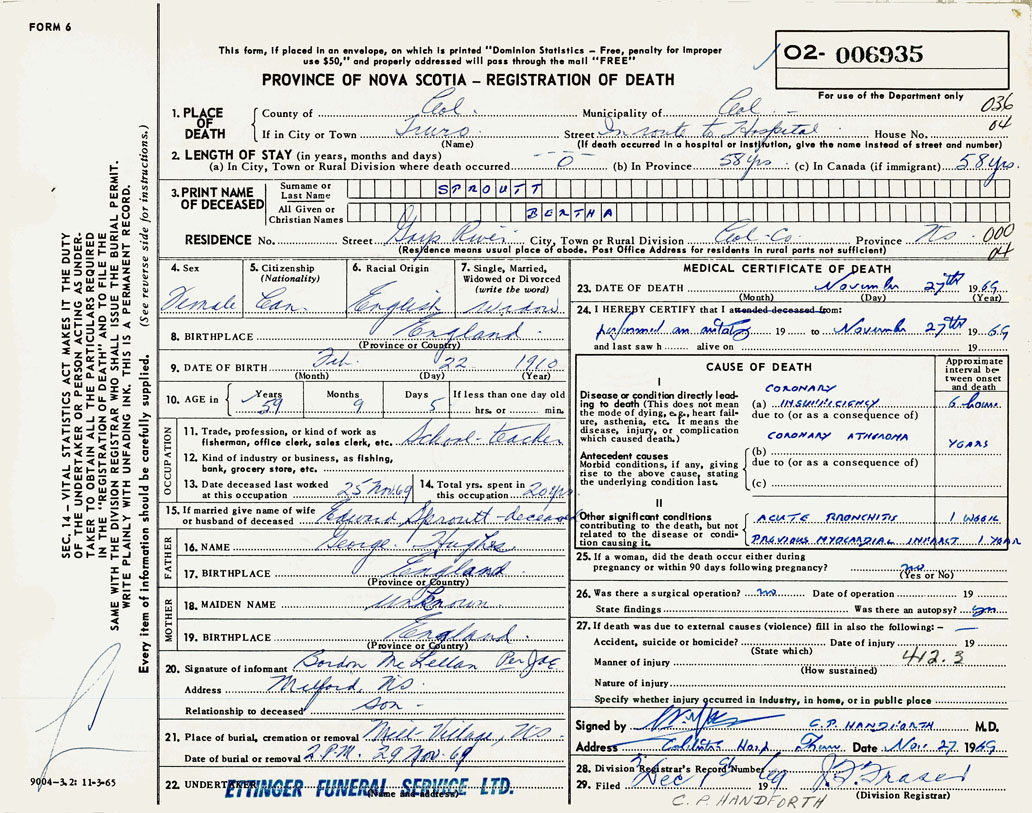 FORM 6
This form, if placed in an envelope, on which is printed "Dominion Statistics – Free, penalty for improper
use $50," and properly addressed will pass through the mail "FREE"
PROVINCE OF NOVA SCOTIA – REGISTRATION OF DEATH
O2- 006935
For use of the Department only
036
04
1. PLACE OF DEATH
County of Col. Municipality of Col.
If in City or Town Truro Street In route to Hospital House No.
(Name) (If death occurred in a hospital or institution, give the name instead of street and number)
2. LENGTH OF STAY (in years, months and days)
(a) In City, Town or Rural Division where death occurred 0 (b) In Province 58 yrs (c) In Canada (if immigrant) 58 yrs.
3. PRINT NAME OF DECEASED
Surname or Last Name SPROUTT
All Given or Christian Names BERTHA
RESIDENCE No. Street Gays River City, Town or Rural Division Col-Co. Province NS
000
04
(Residence means usual place of abode. Post Office Address for residents in rural parts not sufficient)
4. Sex
Female
5. Citizenship (Nationality)
Can.
6. Racial Origin
English
7. Single, Married, Widowed or Divorced (write the word)
widow
8. BIRTHPLACE England
(Province or Country)
9. DATE OF BIRTH Feb. 22 1910
(Month) (Day) (Year)
10. AGE in Years 59 Months 9 Days 5 If less than one day old hrs. or min.
OCCUPATION
11. Trade, profession, or kind of work as fisherman, office clerk, sales clerk, etc. School-teacher
12. Kind of industry or business, as fishing, bank, grocery store, etc.
13. Date deceased last worked at this occupation 25 Nov. 69
14. Total yrs. spent in this occupation 20 yrs
15. If married give name of wife or husband of deceased Edward Sproutt-deceased
FATHER
16. NAME George Hughes
17. BIRTHPLACE England
(Province or Country)
MOTHER
18. MAIDEN NAME unknown
19. BIRTHPLACE England.
(Province or Country)
20. Signature of informant Bordon McLellan Per
Address Milford, NS.
Relationship to deceased son
21. Place of burial, cremation or removal Mill Village, NS.
Date of burial or removal 2 P.M. 29 Nov. 69
22. UNDERTAKER ETTINGER FUNERAL SERVICE LTD.
(Name and address)
MEDICAL CERTIFICATE OF DEATH
23. DATE OF DEATH November 27th 1969
(Month) (Day) (Year)
24. I HEREBY CERTIFY that I attended deceased from:
performed an 19 to November 27th 1969
and last saw h alive on 19
CAUSE OF DEATH
Approximate interval between onset and death
I
Disease or condition directly leading to death (This does not mean the mode of dying, e.g., heart failure, asthenia, etc. It means the disease, injury, or complication which caused death.)
(a) CORONARY INSUFFICIENCY 6 hours
due to (or as a consequence of)
Antecedent causes
Morbid conditions, if any, giving rise to the above cause, stating the underlying condition last.
(b) CORONARY ATHEROMA YEARS
due to (or as a consequence of)
(c)
II
Other significant conditions contributing to the death, but not related to the disease or condition causing it.
ACUTE BRONCHITIS 1 WEEK
PREVIOUS MYOCARDIAL INFARCT 1 YEAR
25. If a woman, did the death occur either during pregnancy or within 90 days following pregnancy? no
(Yes or No)
26. Was there a surgical operation? no Date of operation 19
State findings Was there an autopsy? yes
27. If death was due to external causes (violence) fill in also the following: –
Accident, suicide or homicide? Date of injury 19
(State which)
412.3
Manner of injury
(How sustained)
Nature of injury
Specify whether injury occurred in industry, in home, or in public place
Signed by C.P. HANDFORTH M.D.
Address Colchester Hosp Truro Date Nov. 27 1969
28. Division Registrar's Record Number
29. Filed Dec 1 1969 Fraser
(Division Registrar)
C. P. HANDFORTH
SEC. 14 – VITAL STATISTICS ACT MAKES IT THE DUTY
OF THE UNDERTAKER OR PERSON ACTING AS UNDER-
TAKER TO OBTAIN ALL THE PARTICULARS REQUIRED
IN THE "REGISTRATION OF DEATH" AND TO FILE THE
SAME WITH THE DIVISION REGISTRAR WHO SHALL ISSUE THE BURIAL PERMIT.
WRITE PLAINLY WITH UNFADING INK. THIS IS A PERMANENT RECORD.
Every item of information should be carefully supplied. (See reverse side for instructions.)
9004-3.2: 11-3-65